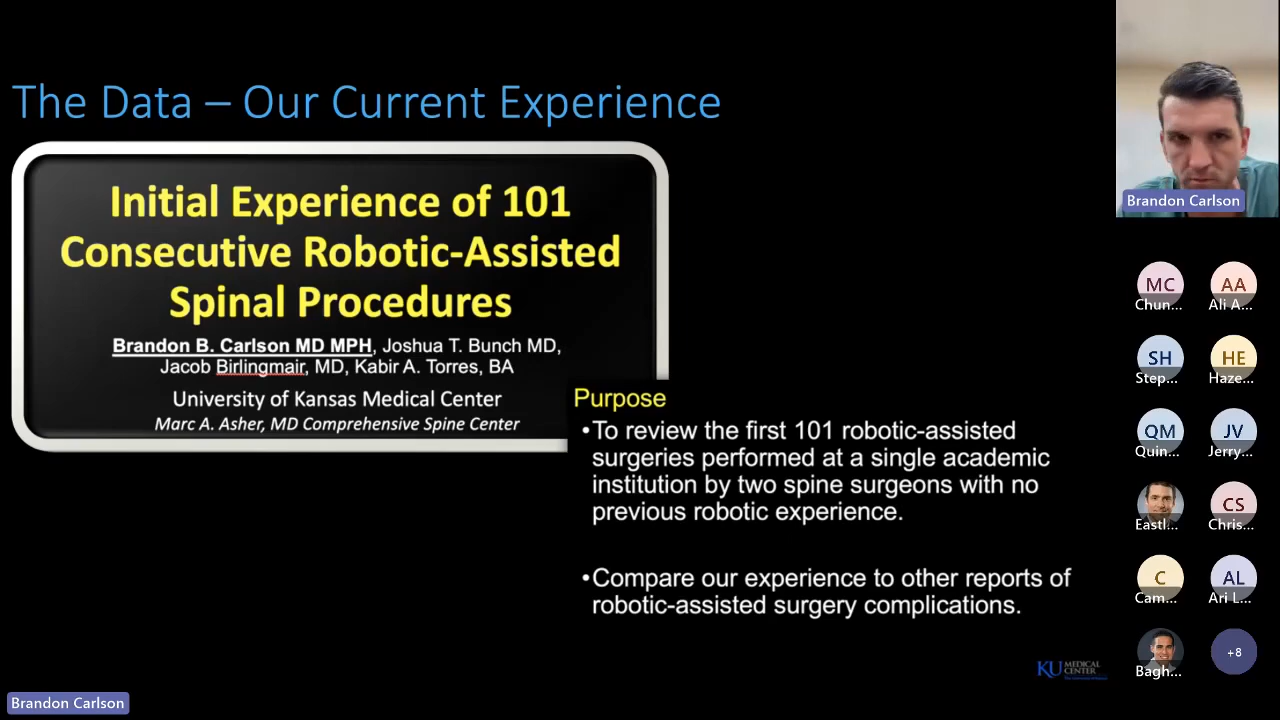 The Data – Our Current Experience
Initial Experience of 101
Consecutive Robotic-Assisted
Spinal Procedures
Brandon B. Carlson MD MPH, Joshua T. Bunch MD,
Jacob Birlingmair, MD, Kabir A. Torres, BA
University of Kansas Medical Center
Marc A. Asher, MD Comprehensive Spine Center
Purpose
•To review the first 101 robotic-assisted
surgeries performed at a single academic
institution by two spine surgeons with no
previous robotic experience.
•Compare our experience to other reports of
robotic-assisted surgery complications.
KU MEDICAL
CENTER
Brandon Carlson
Brandon Carlson
MC AA
Chun... Ali A...
SH HE
Step... Haze...
QM JV
Quin... Jerry...
CS
Eastl... Chris...
C AL
Cam... Ari L...
+8
Bagh...